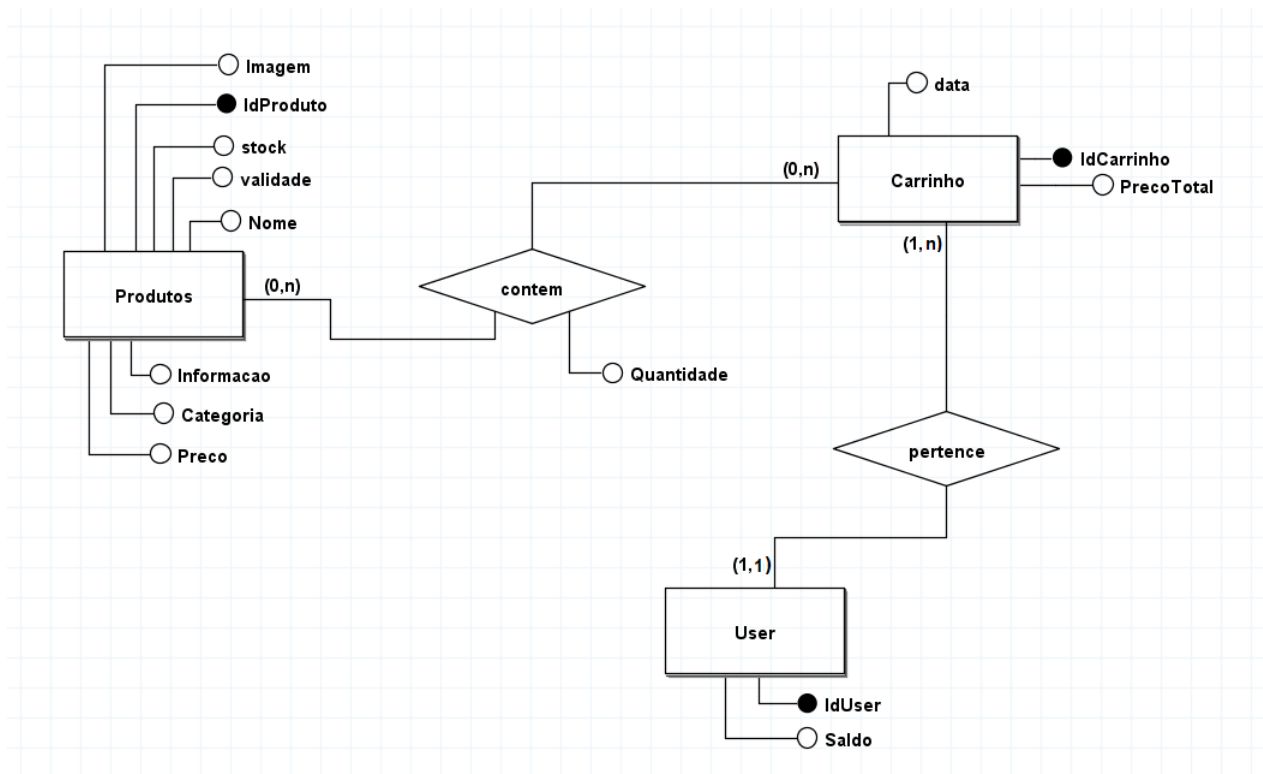 Imagem
IdProduto
stock
validade
Nome
Produtos
(0,n)
Informacao
Categoria
Preco
contem
Quantidade
(0,n)
data
Carrinho
IdCarrinho
PrecoTotal
(1,n)
pertence
(1,1)
User
IdUser
Saldo